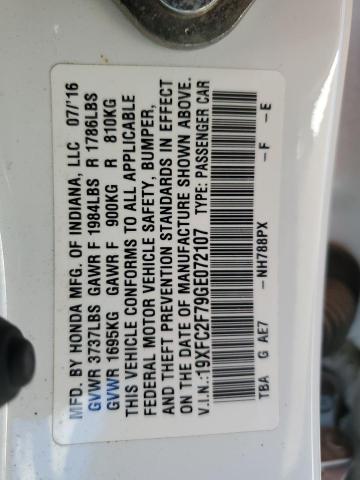 MFD. BY HONDA MFG. OF INDIANA, LLC 07/'16
GVWR 3737LBS GAWR F 1984LBS R 1786LBS
GVWR 1695KG GAWR F 900KG R 810KG
THIS VEHICLE CONFORMS TO ALL APPLICABLE
FEDERAL MOTOR VEHICLE SAFETY, BUMPER,
AND THEFT PREVENTION STANDARDS IN EFFECT
ON THE DATE OF MANUFACTURE SHOWN ABOVE.
V.I.N.:19XFC2F79GE072107 TYPE: PASSENGER CAR
TBA G AE7 -NH788PX -F -E